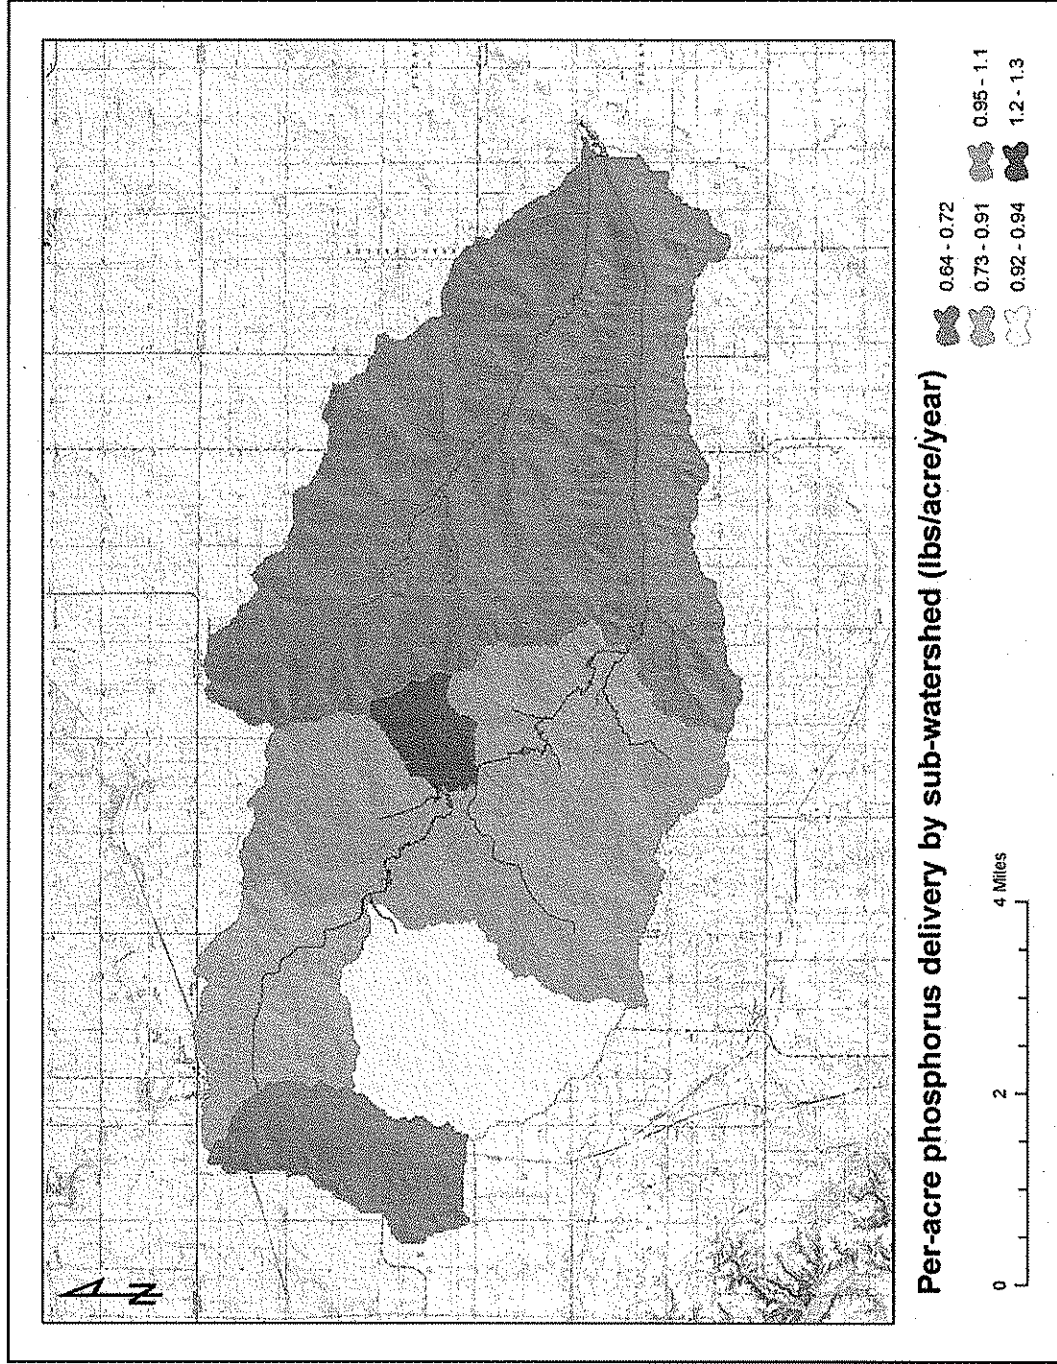 N
Per-acre phosphorus delivery by sub-watershed (lbs/acre/year)
0.64 - 0.72
0.73 - 0.91
0.92 - 0.94
0.95 - 1.1
1.2 - 1.3
0 2 4 Miles